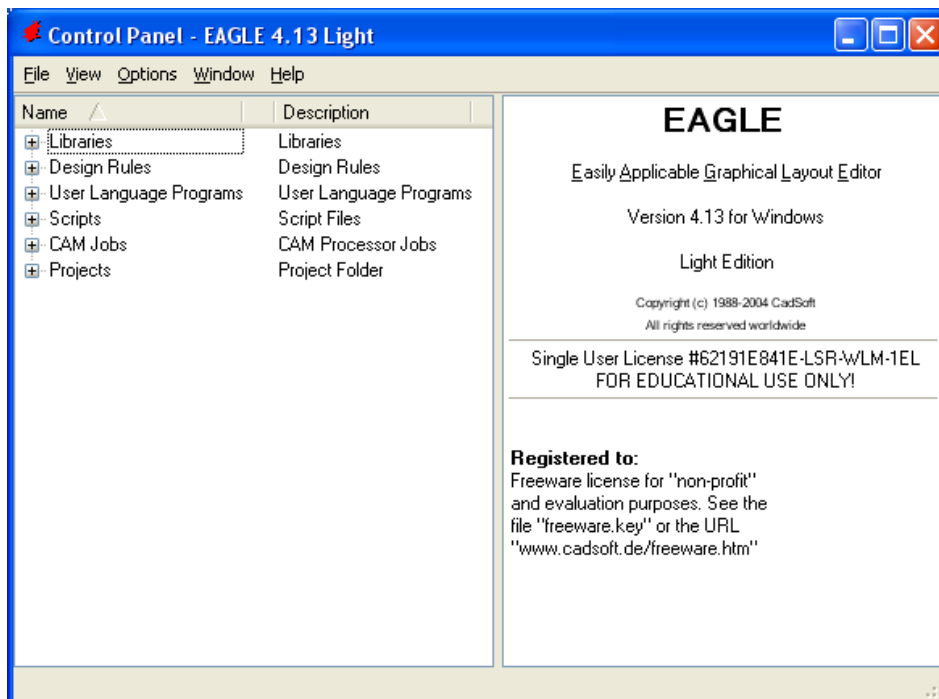 Control Panel - EAGLE 4.13 Light
File View Options Window Help
Name Description
Libraries Libraries
Design Rules Design Rules
User Language Programs User Language Programs
Scripts Script Files
CAM Jobs CAM Processor Jobs
Projects Project Folder
EAGLE
Easily Applicable Graphical Layout Editor
Version 4.13 for Windows
Light Edition
Copyright (c) 1988-2004 CadSoft
All rights reserved worldwide
Single User License #62191E841E-LSR-WLM-1EL
FOR EDUCATIONAL USE ONLY!
Registered to:
Freeware license for "non-profit"
and evaluation purposes. See the
file "freeware.key" or the URL
"www.cadsoft.de/freeware.htm"